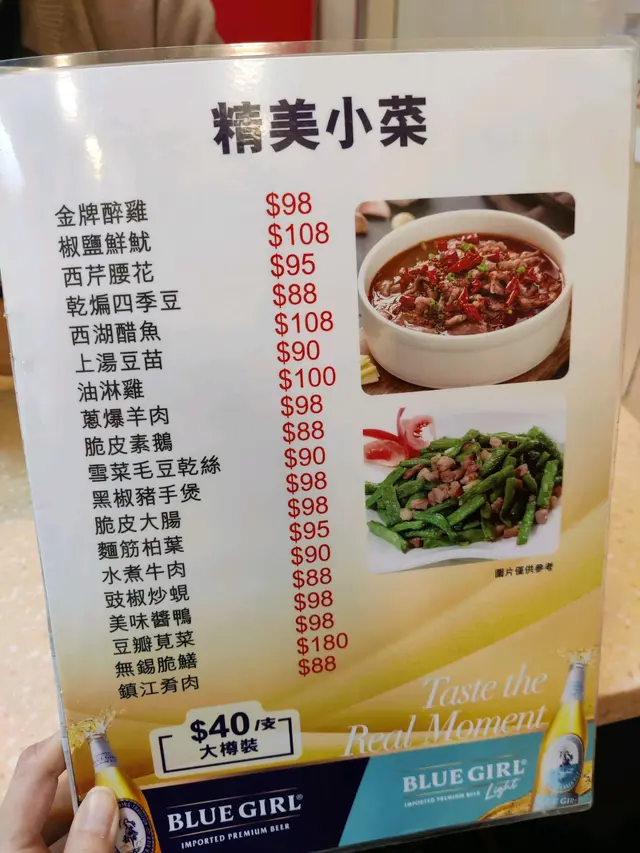 精美小菜
金牌醉雞 $98
椒鹽鮮魷 $108
西芹腰花 $95
乾煸四季豆 $88
西湖醋魚 $108
上湯豆苗 $90
油淋雞 $100
蔥爆羊肉 $98
脆皮素鵝 $88
雪菜毛豆乾絲 $90
黑椒豬手煲 $98
脆皮大腸 $98
麵筋柏葉 $95
水煮牛肉 $90
豉椒炒蜆 $88
美味醬鴨 $98
豆瓣莧菜 $98
無錫脆鱔 $180
鎮江肴肉 $88
圖片僅供參考
$40/支
大樽裝
Taste the
Real Moment
BLUE GIRL®
IMPORTED PREMIUM BEER
BLUE GIRL®
IMPORTED PREMIUM BEER Light